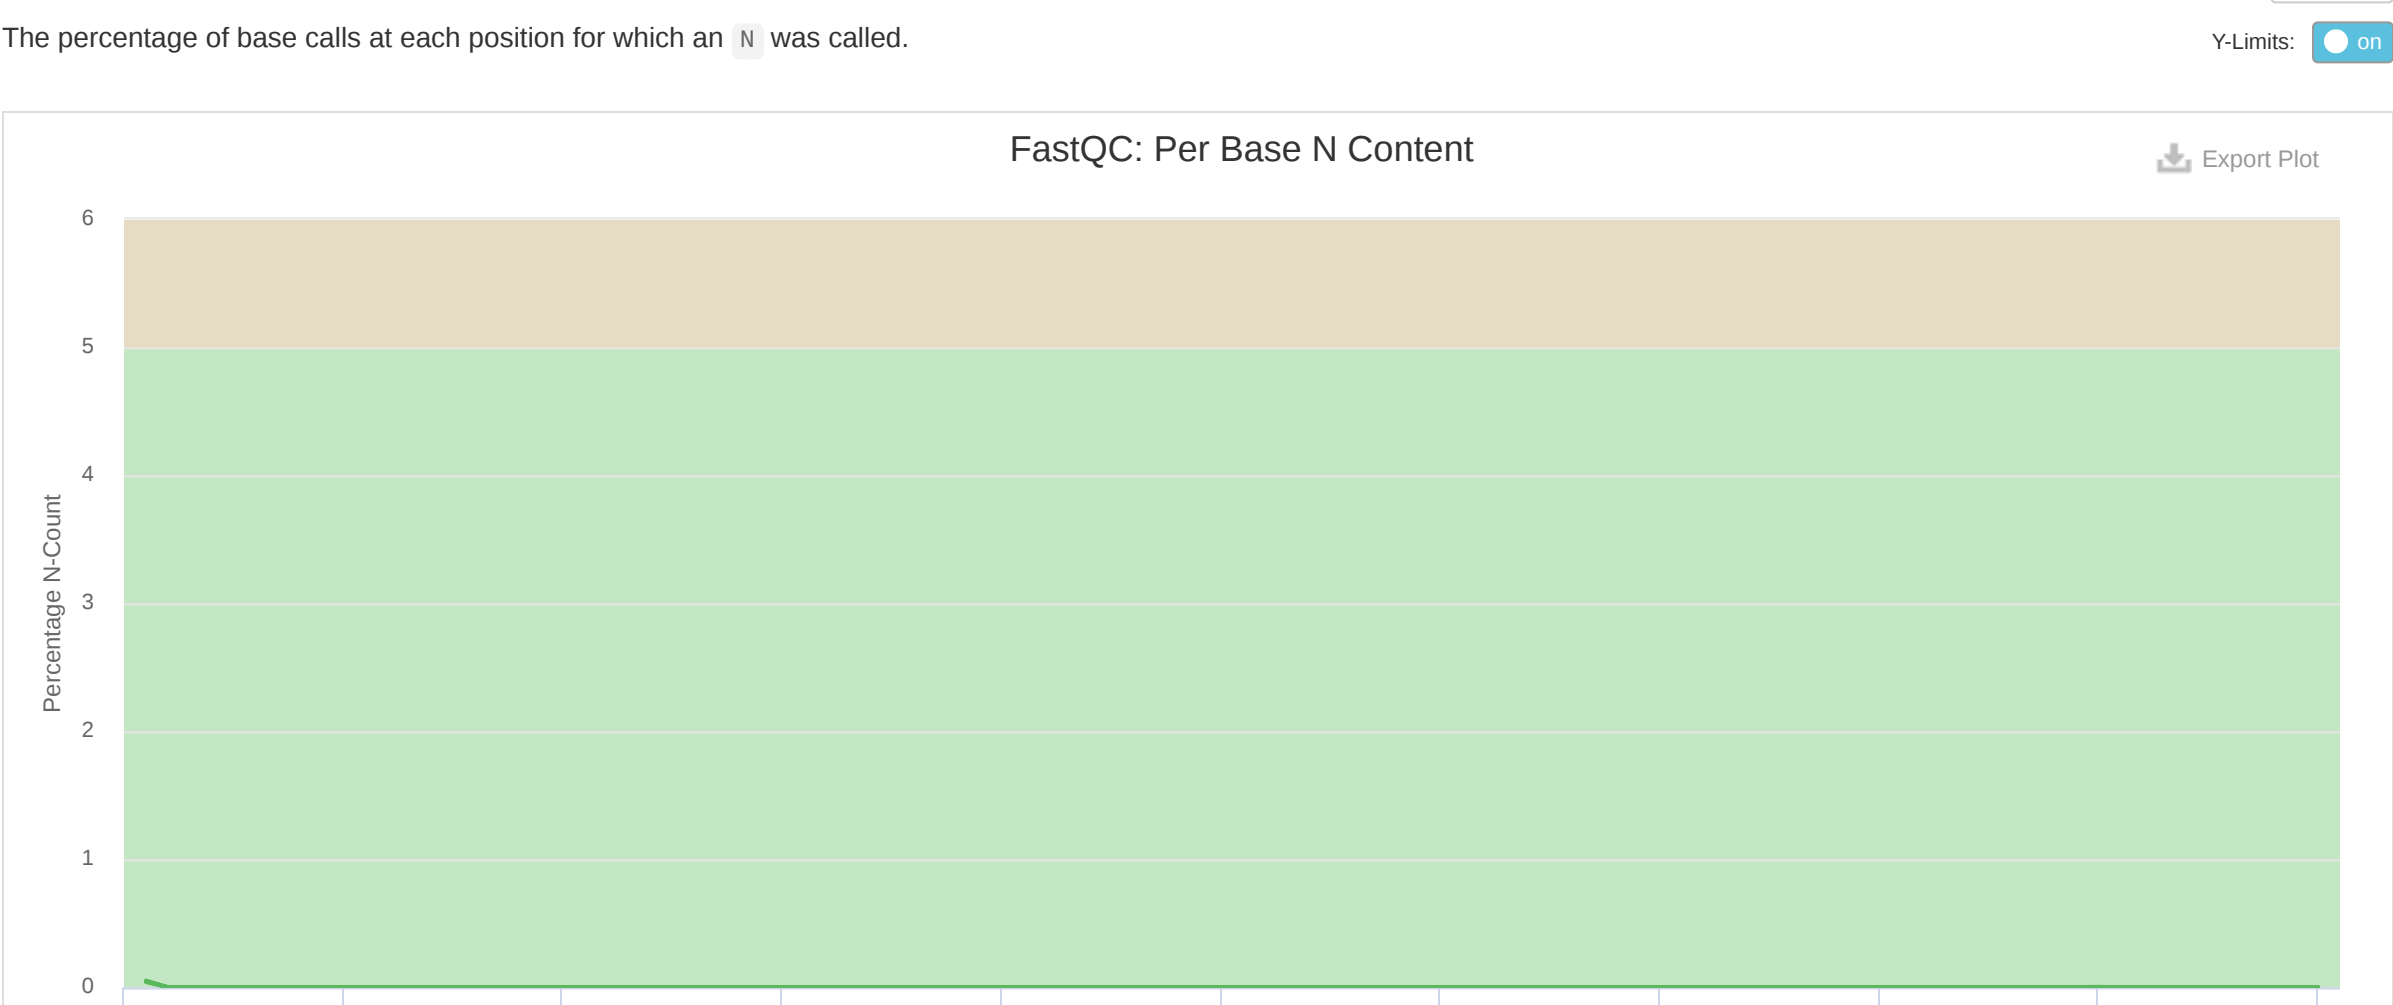 The percentage of base calls at each position for which an N was called.
Y-Limits: on
FastQC: Per Base N Content
Export Plot
6
5
4
3
2
1
0
Percentage N-Count